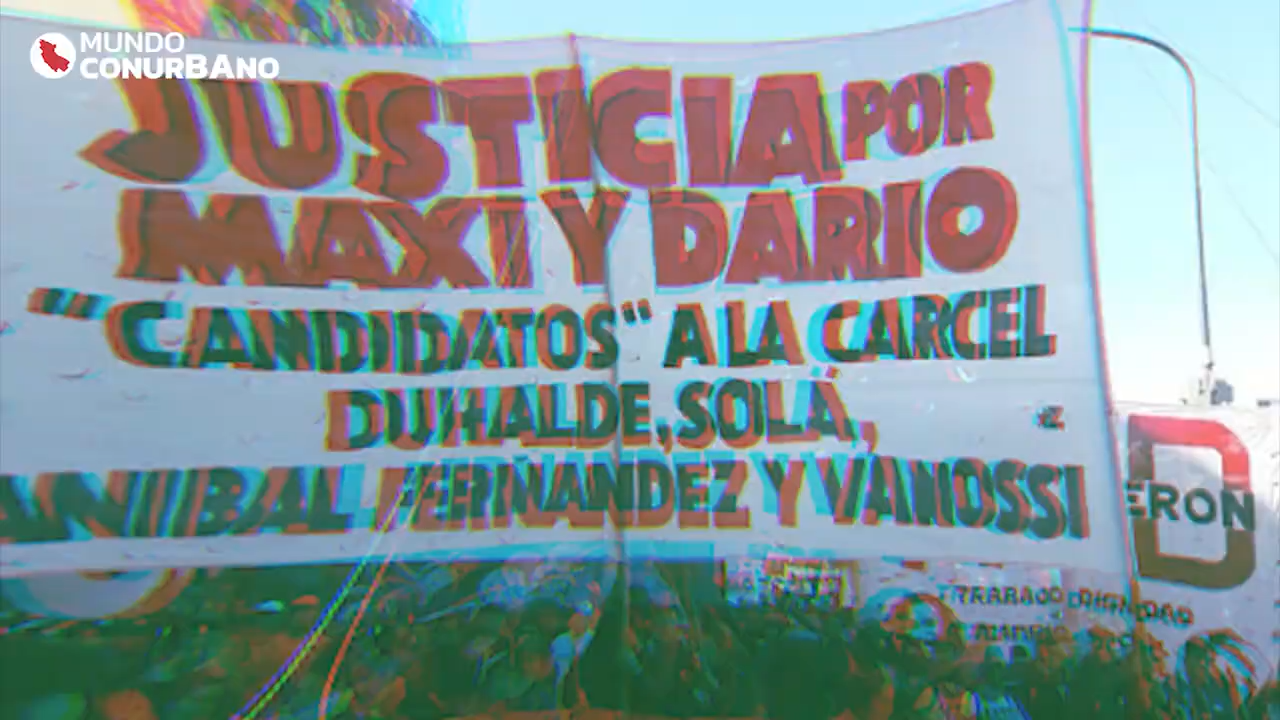 MUNDO
CONURBANO
JUSTICIA POR
MAXI Y DARIO
"CANDIDATOS" A LA CARCEL
DUHALDE, SOLÁ,
ANIBAL FERNANDEZ Y VANOSSI
ERON
TRABAJO DIGNIDAD